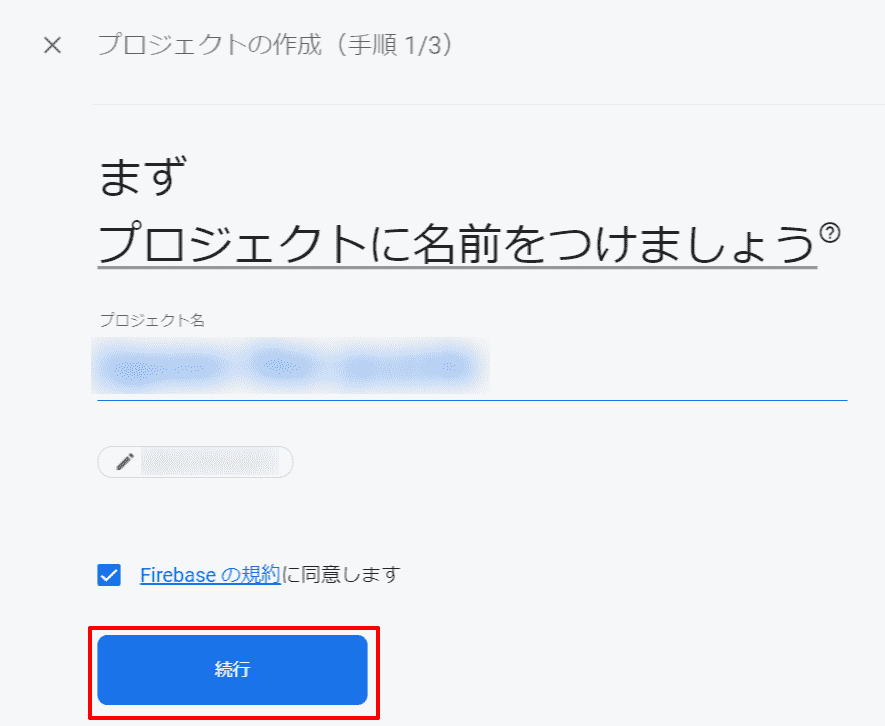 プロジェクトの作成（手順 1/3）
まず
プロジェクトに名前をつけましょう
プロジェクト名
Firebase の規約に同意します
続行